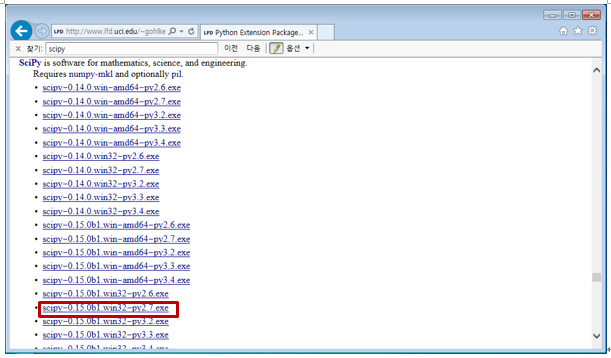 LFD http://www.lfd.uci.edu/~gohlke
LFD Python Extension Package...
찾기: scipy 이전 다음 옵션
SciPy is software for mathematics, science, and engineering.
Requires numpy-mkl and optionally pil.
scipy-0.14.0.win-amd64-py2.6.exe
scipy-0.14.0.win-amd64-py2.7.exe
scipy-0.14.0.win-amd64-py3.2.exe
scipy-0.14.0.win-amd64-py3.3.exe
scipy-0.14.0.win-amd64-py3.4.exe
scipy-0.14.0.win32-py2.6.exe
scipy-0.14.0.win32-py2.7.exe
scipy-0.14.0.win32-py3.2.exe
scipy-0.14.0.win32-py3.3.exe
scipy-0.14.0.win32-py3.4.exe
scipy-0.15.0b1.win-amd64-py2.6.exe
scipy-0.15.0b1.win-amd64-py2.7.exe
scipy-0.15.0b1.win-amd64-py3.2.exe
scipy-0.15.0b1.win-amd64-py3.3.exe
scipy-0.15.0b1.win-amd64-py3.4.exe
scipy-0.15.0b1.win32-py2.6.exe
scipy-0.15.0b1.win32-py2.7.exe
scipy-0.15.0b1.win32-py3.2.exe
scipy-0.15.0b1.win32-py3.3.exe
scipy-0.15.0b1.win32-py3.4.exe